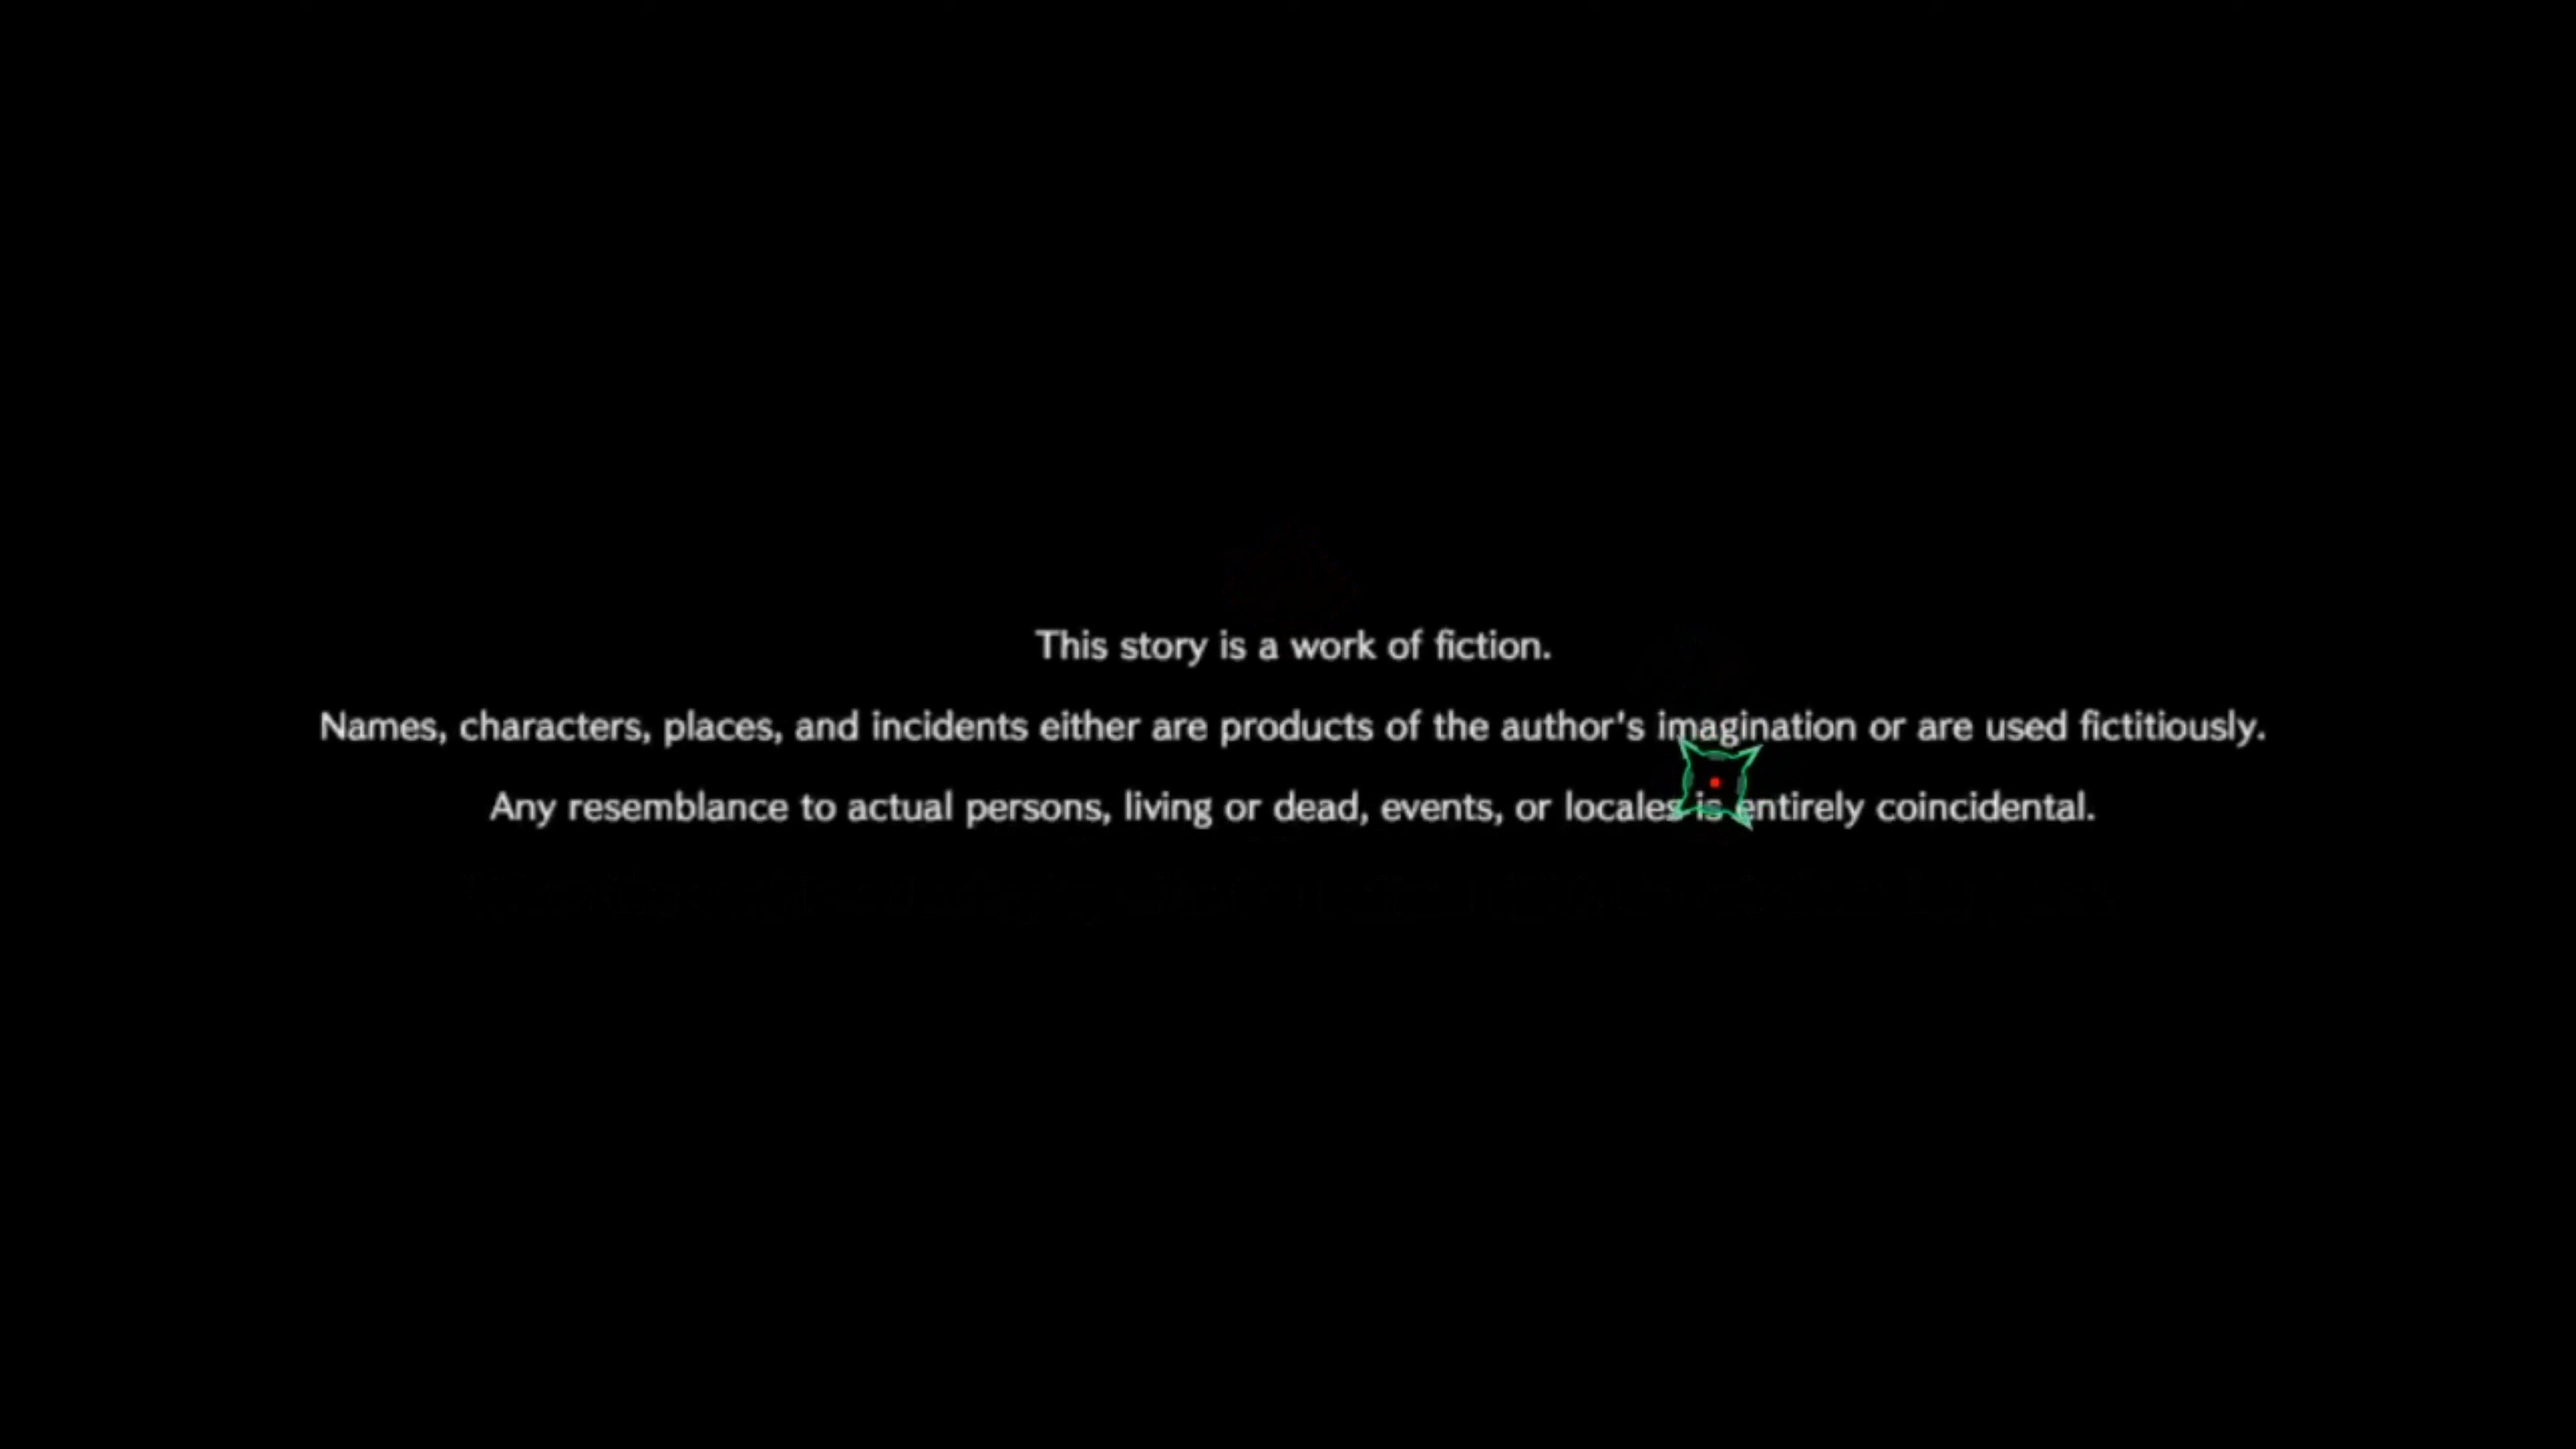 This story is a work of fiction.
Names, characters, places, and incidents either are products of the author's imagination or are used fictitiously.
Any resemblance to actual persons, living or dead, events, or locales is entirely coincidental.